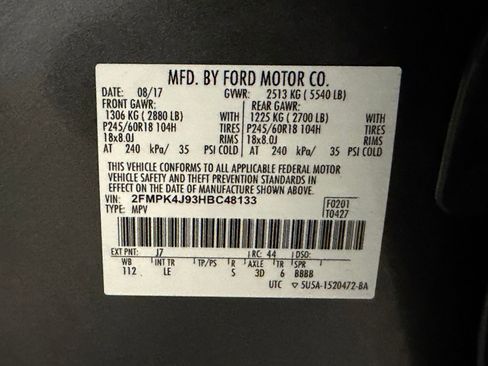 MFD. BY FORD MOTOR CO.
DATE: 08/17 GVWR: 2513 KG ( 5540 LB)
FRONT GAWR: REAR GAWR:
1306 KG ( 2880 LB) WITH 1225 KG ( 2700 LB) WITH
P245/60R18 104H TIRES P245/60R18 104H TIRES
18x8.0J RIMS 18x8.0J RIMS
AT 240 kPa/ 35 PSI COLD AT 240 kPa/ 35 PSI COLD
THIS VEHICLE CONFORMS TO ALL APPLICABLE FEDERAL MOTOR
VEHICLE SAFETY AND THEFT PREVENTION STANDARDS IN
EFFECT ON THE DATE OF MANUFACTURE SHOWN ABOVE.
VIN: 2FMPK4J93HBC48133 F0201
TYPE: MPV T0427
EXT PNT: J7 RC: 44 DSO:
WB INT TR TP/PS R AXLE TR SPR
112 LE S 3D 6 BBBB
UTC 5U5A-1520472-BA